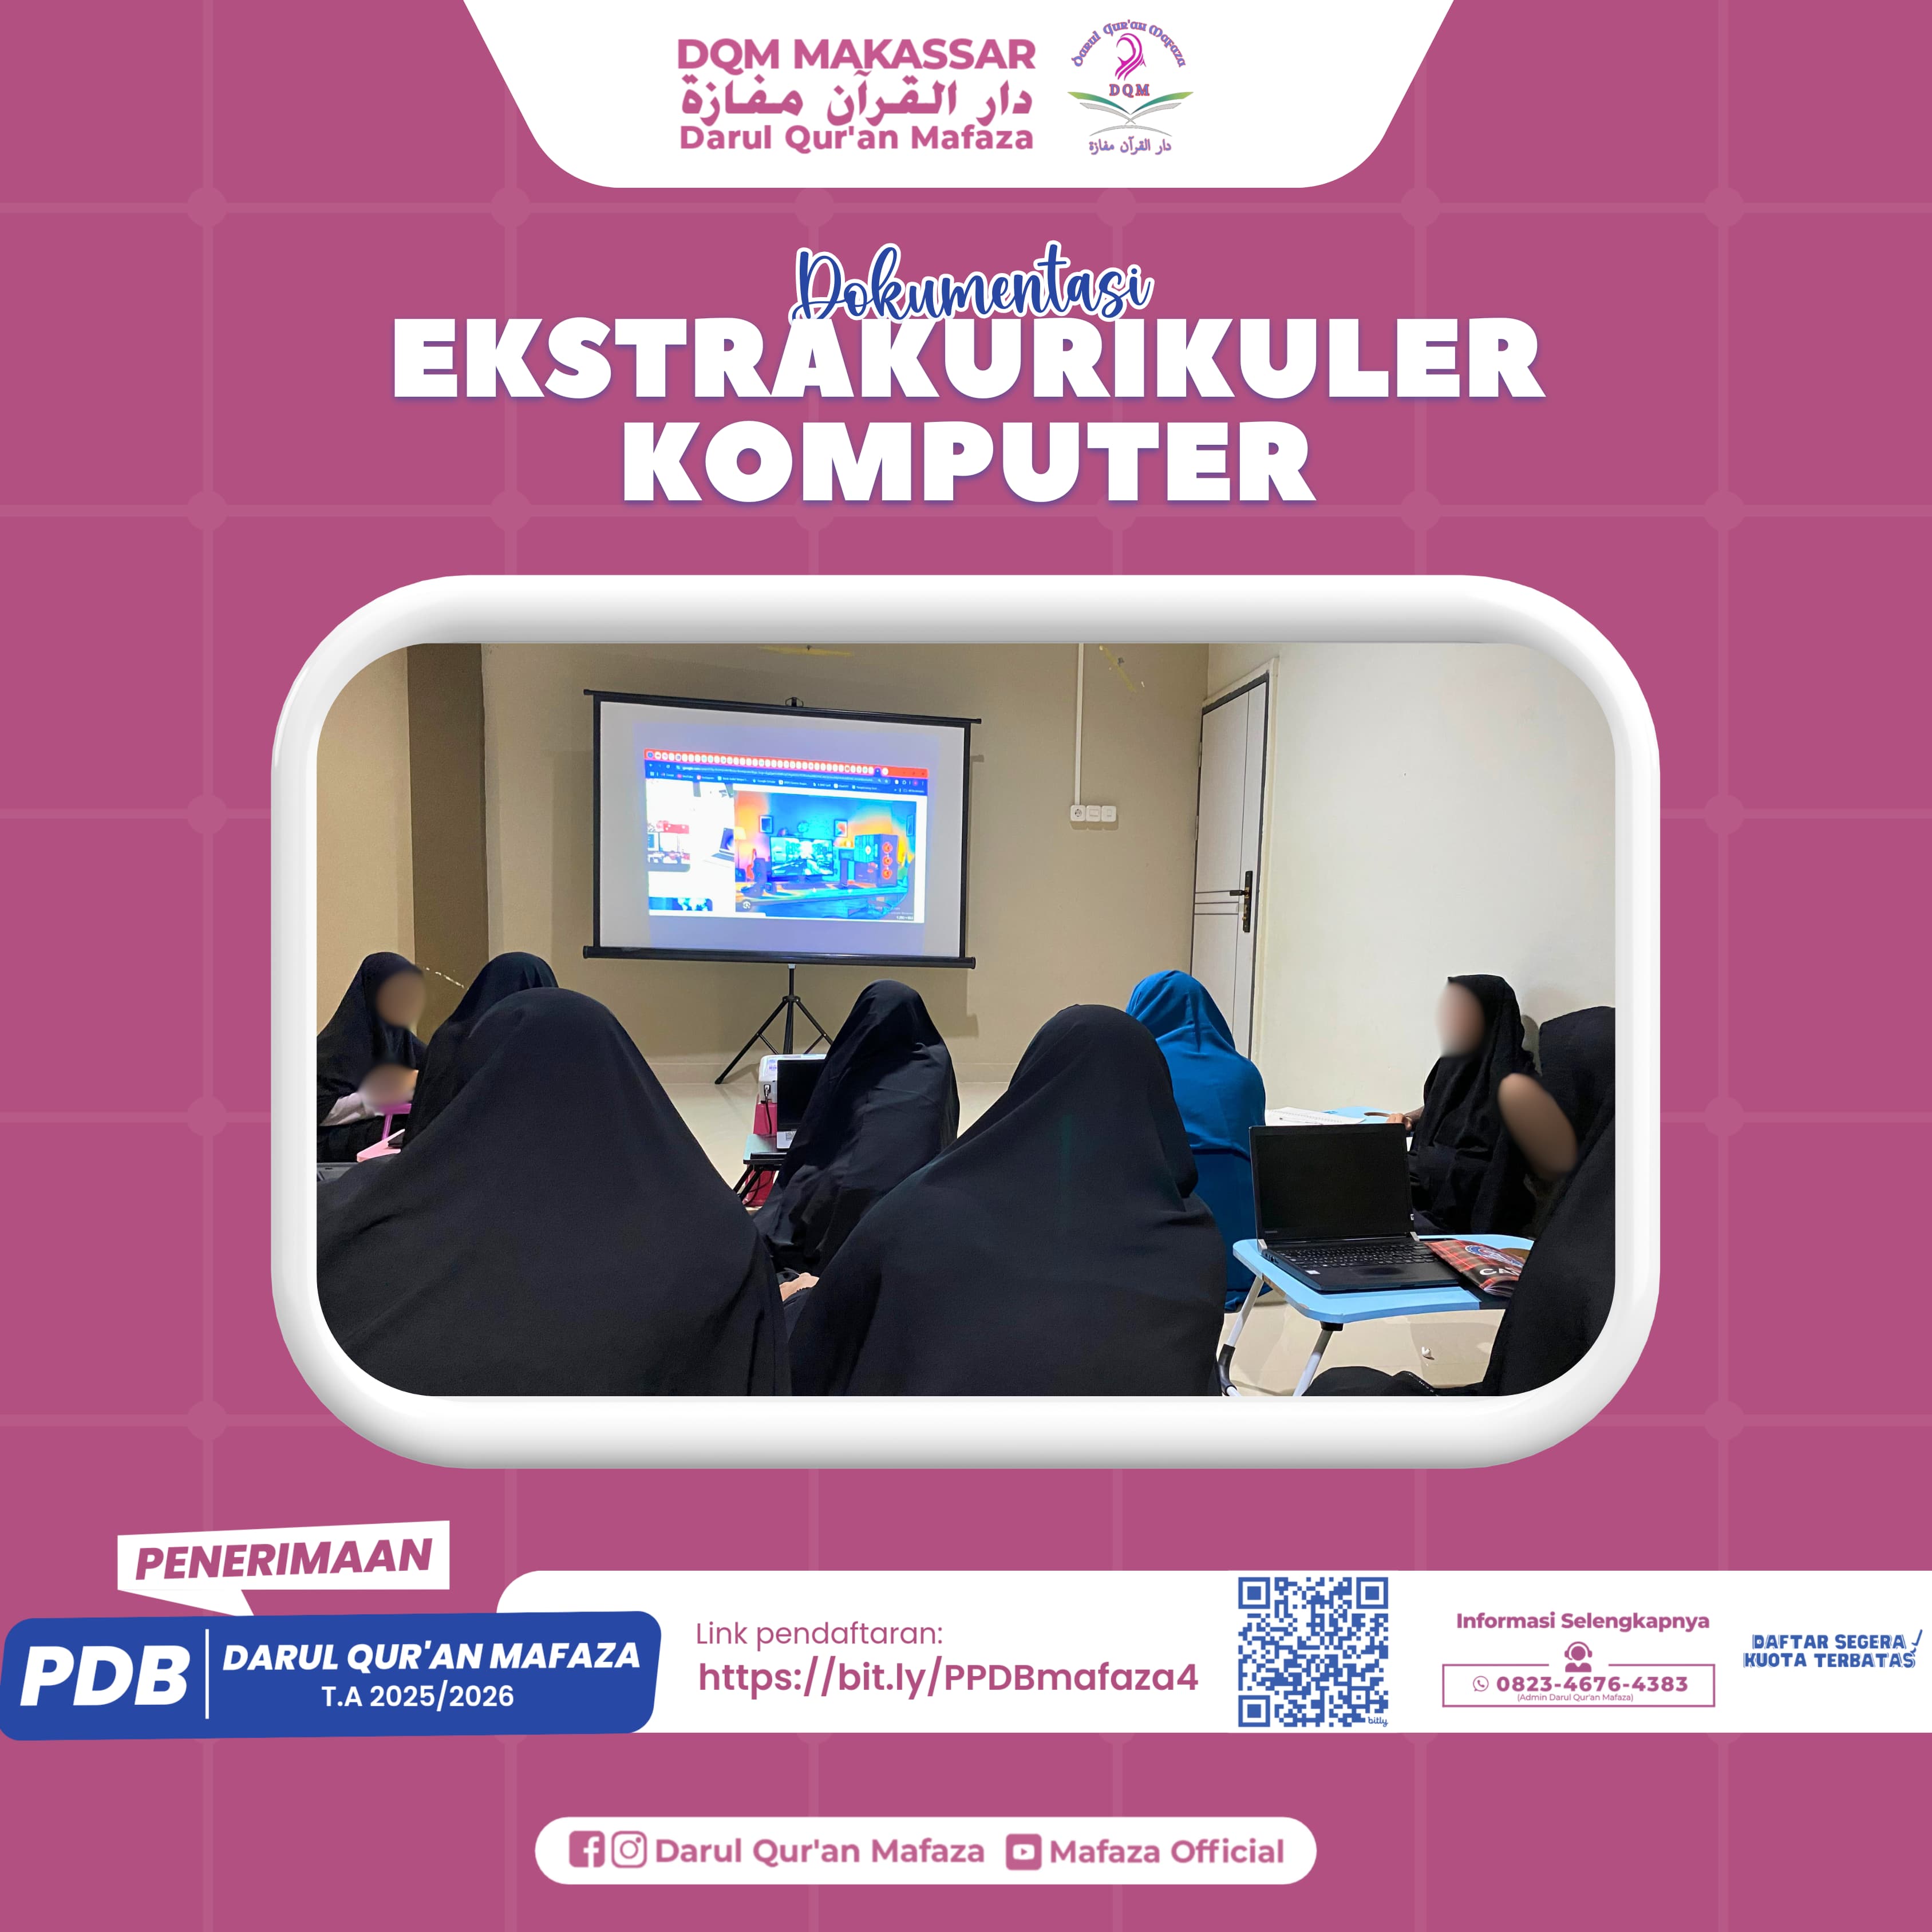 DQM MAKASSAR
دار القرآن مفازة
Darul Qur'an Mafaza
Darul Qur'an Mafaza
DQM
دار القرآن مفازة
Dokumentasi
EKSTRAKURIKULER
KOMPUTER
PENERIMAAN
PDB
DARUL QUR'AN MAFAZA
T.A 2025/2026
Link pendaftaran:
https://bit.ly/PPDBmafaza4
bitly
Informasi Selengkapnya
0823-4676-4383
(Admin Darul Qur'an Mafaza)
DAFTAR SEGERA
KUOTA TERBATAS
Darul Qur'an Mafaza
Mafaza Official